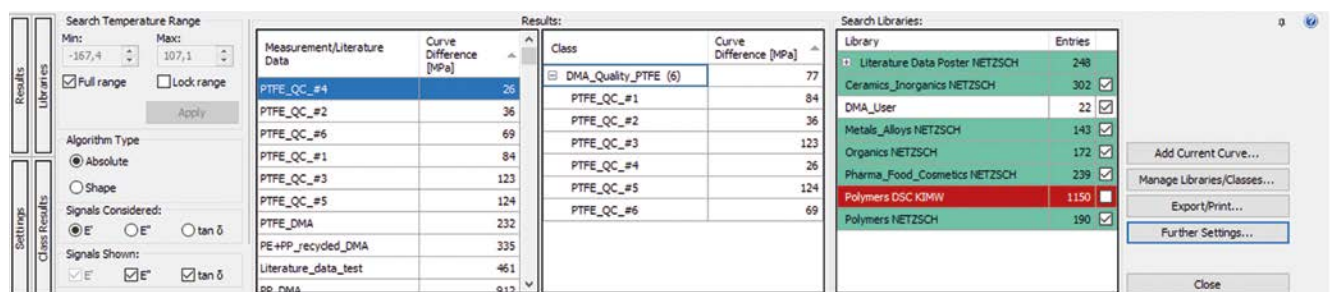 Search Temperature Range
Min: Max:
-167,4 107,1
Full range Lock range
Apply
Algorithm Type
Absolute
Shape
Signals Considered:
E' E" tan δ
Signals Shown:
E' E" tan δ
Results
Libraries
Settings
Class Results
Results:
Measurement/Literature Data Curve Difference [MPa]
PTFE_QC_#4 26
PTFE_QC_#2 36
PTFE_QC_#6 69
PTFE_QC_#1 84
PTFE_QC_#3 123
PTFE_QC_#5 124
PTFE_DMA 232
PE+PP_recycled_DMA 335
Literature_data_test 461
PP_DMA 912
Class Curve Difference [MPa]
DMA_Quality_PTFE (6) 77
PTFE_QC_#1 84
PTFE_QC_#2 36
PTFE_QC_#3 123
PTFE_QC_#4 26
PTFE_QC_#5 124
PTFE_QC_#6 69
Search Libraries:
Library Entries
Literature Data Poster NETZSCH 248
Ceramics_Inorganics NETZSCH 302
DMA_User 22
Metals_Alloys NETZSCH 143
Organics NETZSCH 172
Pharma_Food_Cosmetics NETZSCH 239
Polymers DSC KIMW 1150
Polymers NETZSCH 190
Add Current Curve...
Manage Libraries/Classes...
Export/Print...
Further Settings...
Close